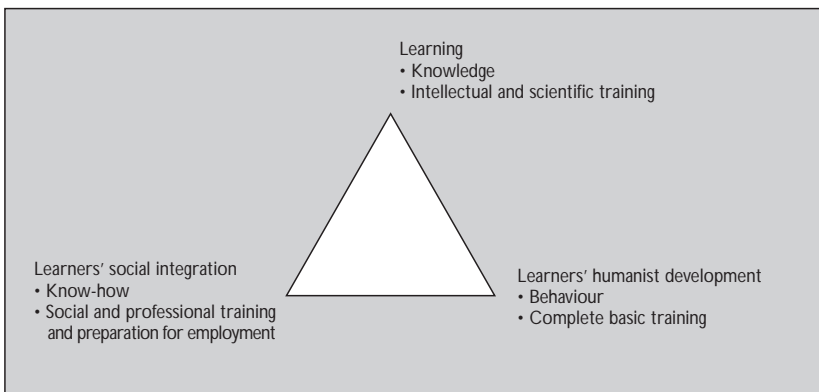 Learning
• Knowledge
• Intellectual and scientific training
Learners’ social integration
• Know-how
• Social and professional training
and preparation for employment
Learners’ humanist development
• Behaviour
• Complete basic training